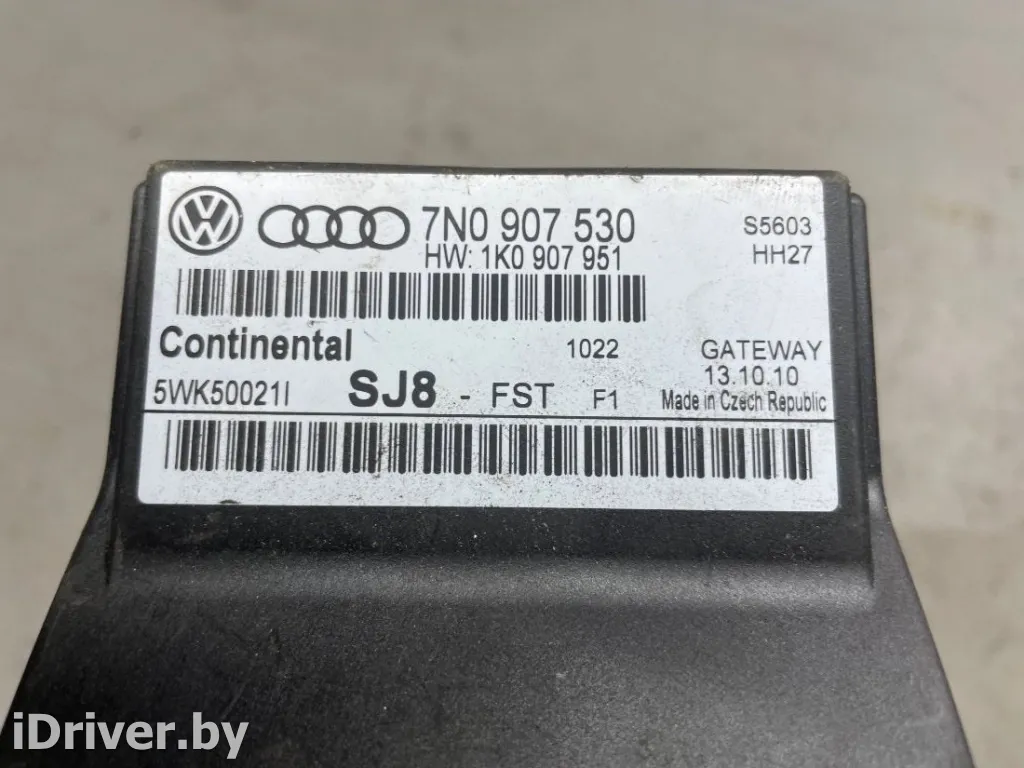 7N0 907 530
HW: 1K0 907 951
S5603
HH27
Continental
1022
GATEWAY
13.10.10
5WK50021I
SJ8 - FST F1
Made in Czech Republic
iDriver.by